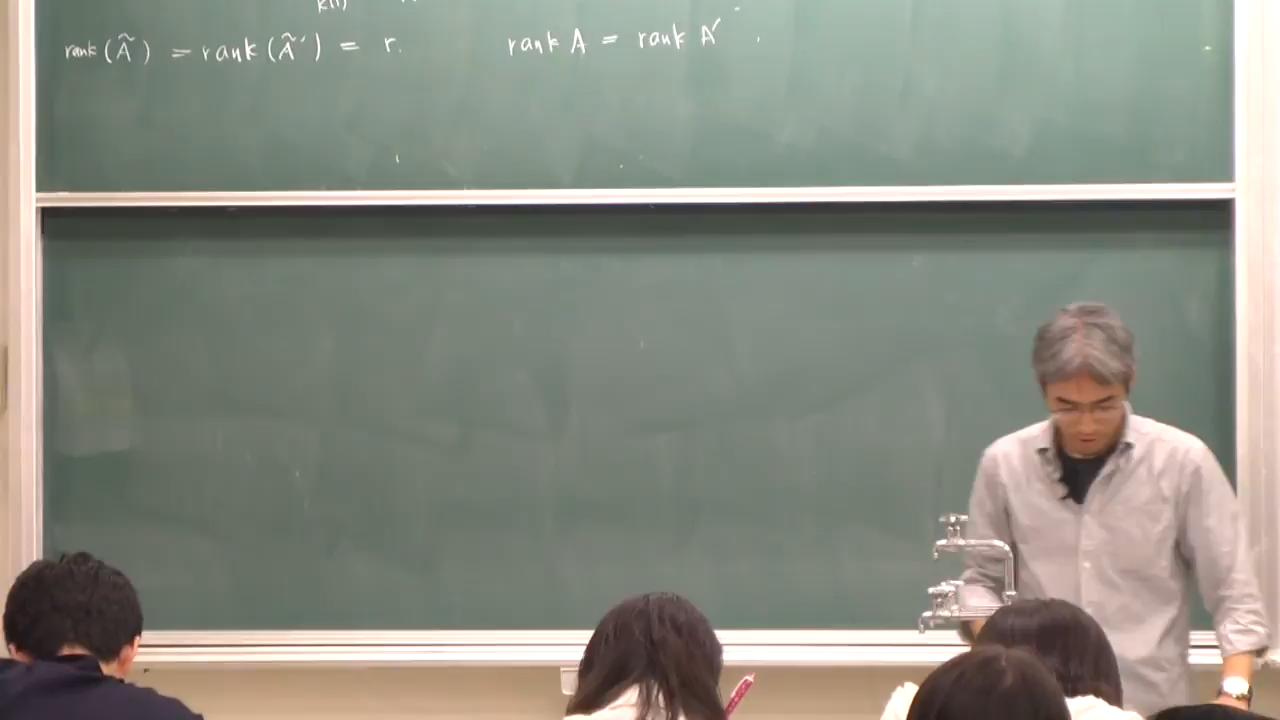 rank(Ã) = rank(Ã′) = r. rank A = rank A′.